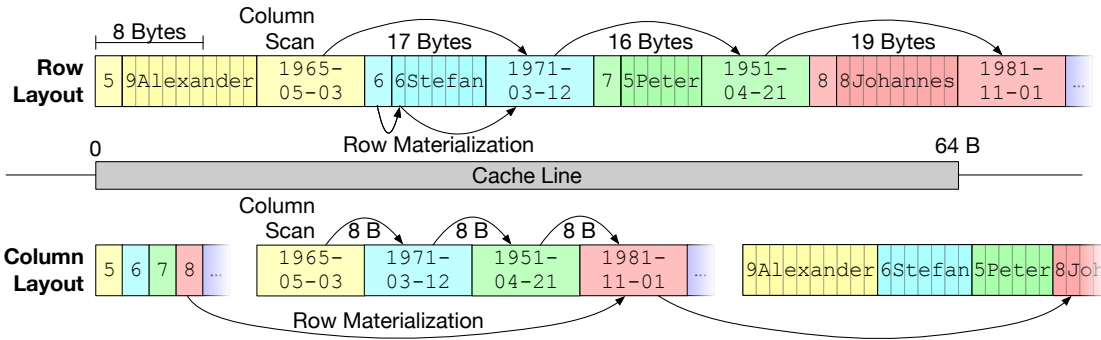 8 Bytes
Column
Scan
17 Bytes
16 Bytes
19 Bytes
Row
Layout
5 9Alexander 1965-
05-03
6 6Stefan 1971-
03-12
7 5Peter 1951-
04-21
8 8Johannes 1981-
11-01
...
Row Materialization
0
64 B
Cache Line
Column
Scan
8 B
8 B
8 B
Column
Layout
5 6 7 8 ...
1965-
05-03
1971-
03-12
1951-
04-21
1981-
11-01
...
9Alexander 6Stefan 5Peter 8Joh
Row Materialization